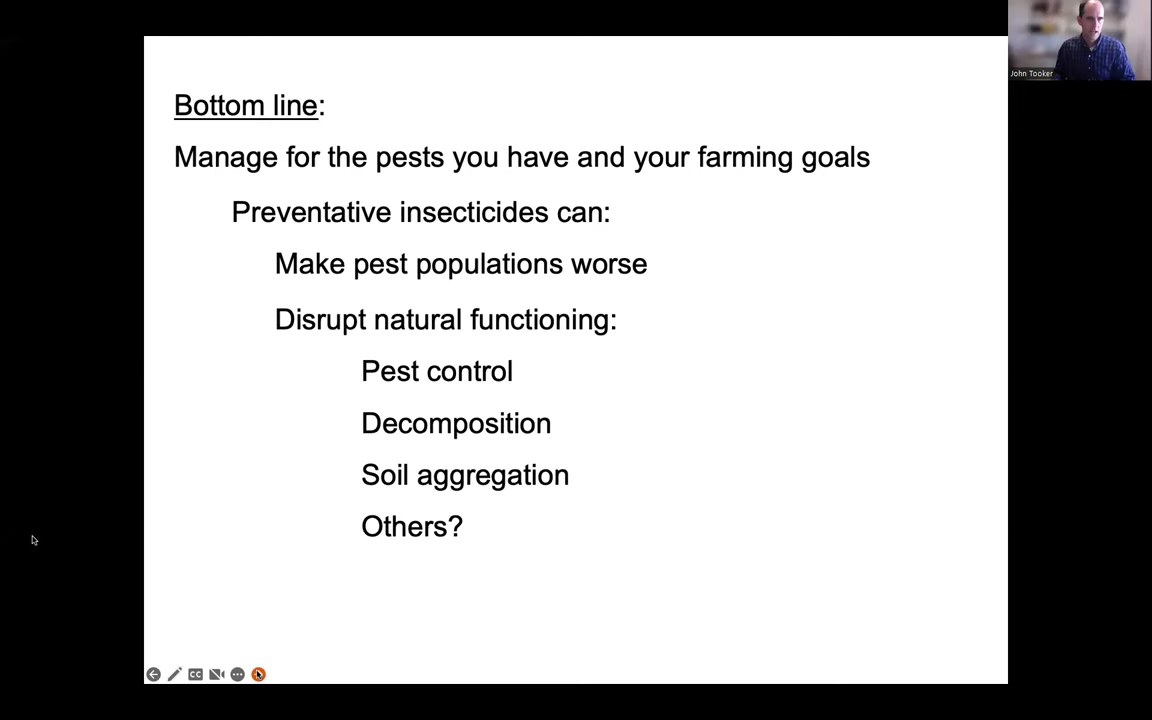 John Tooker
Bottom line:
Manage for the pests you have and your farming goals
Preventative insecticides can:
Make pest populations worse
Disrupt natural functioning:
Pest control
Decomposition
Soil aggregation
Others?
CC